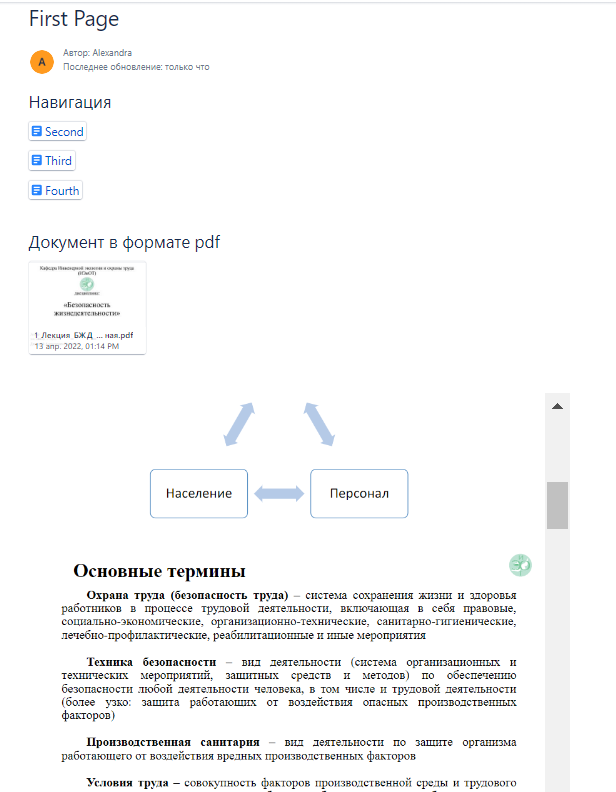 First Page
A
Автор: Alexandra
Последнее обновление: только что
Навигация
Second
Third
Fourth
Документ в формате pdf
Кафедра Инженерной экологии и охраны труда
«Безопасность
жизнедеятельности»
1_Лекция_БЖД_... ная.pdf
13 апр. 2022, 01:14 PM
Население
Персонал
Основные термины
Охрана труда (безопасность труда) – система сохранения жизни и здоровья
работников в процессе трудовой деятельности, включающая в себя правовые,
социально-экономические, организационно-технические, санитарно-гигиенические,
лечебно-профилактические, реабилитационные и иные мероприятия
Техника безопасности – вид деятельности (система организационных и
технических мероприятий, защитных средств и методов) по обеспечению
безопасности любой деятельности человека, в том числе и трудовой деятельности
(более узко: защита работающих от воздействия опасных производственных
факторов)
Производственная санитария – вид деятельности по защите организма
работающего от воздействия вредных производственных факторов
Условия труда – совокупность факторов производственной среды и трудового